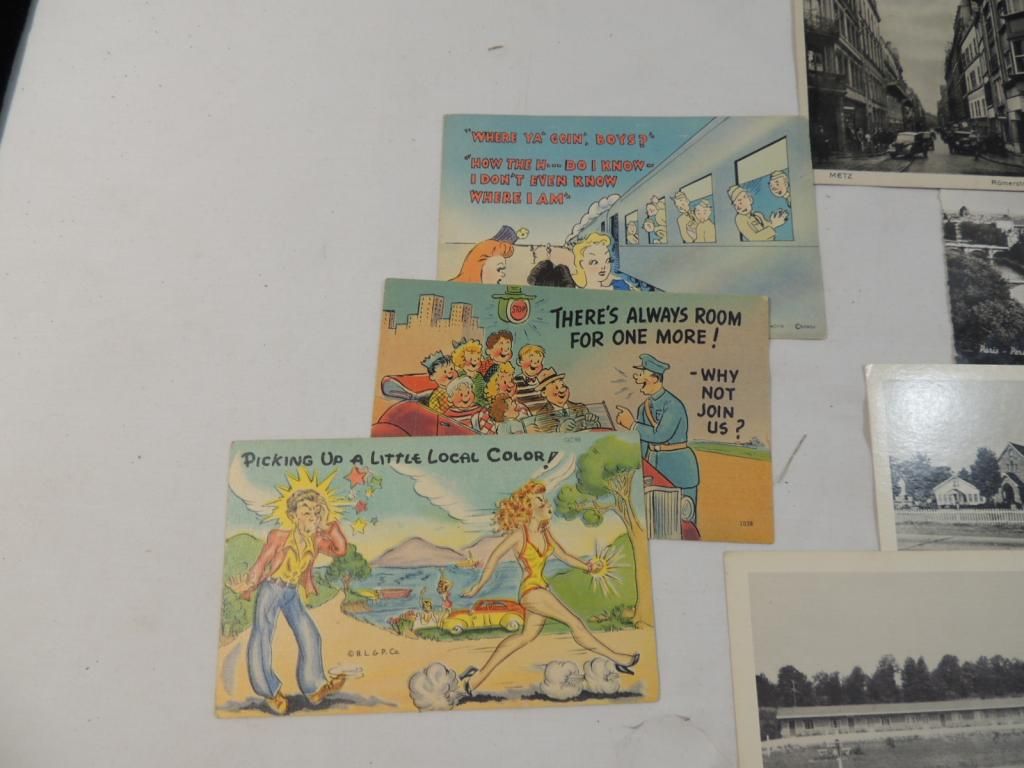 "WHERE YA' GOIN', BOYS?"
"HOW THE H--- DO I KNOW-
I DON'T EVEN KNOW
WHERE I AM"
STOP
THERE'S ALWAYS ROOM
FOR ONE MORE!
- WHY
NOT
JOIN
US?
1038
PICKING UP A LITTLE LOCAL COLOR!
© B. L. & P. Co.
METZ
Paris -